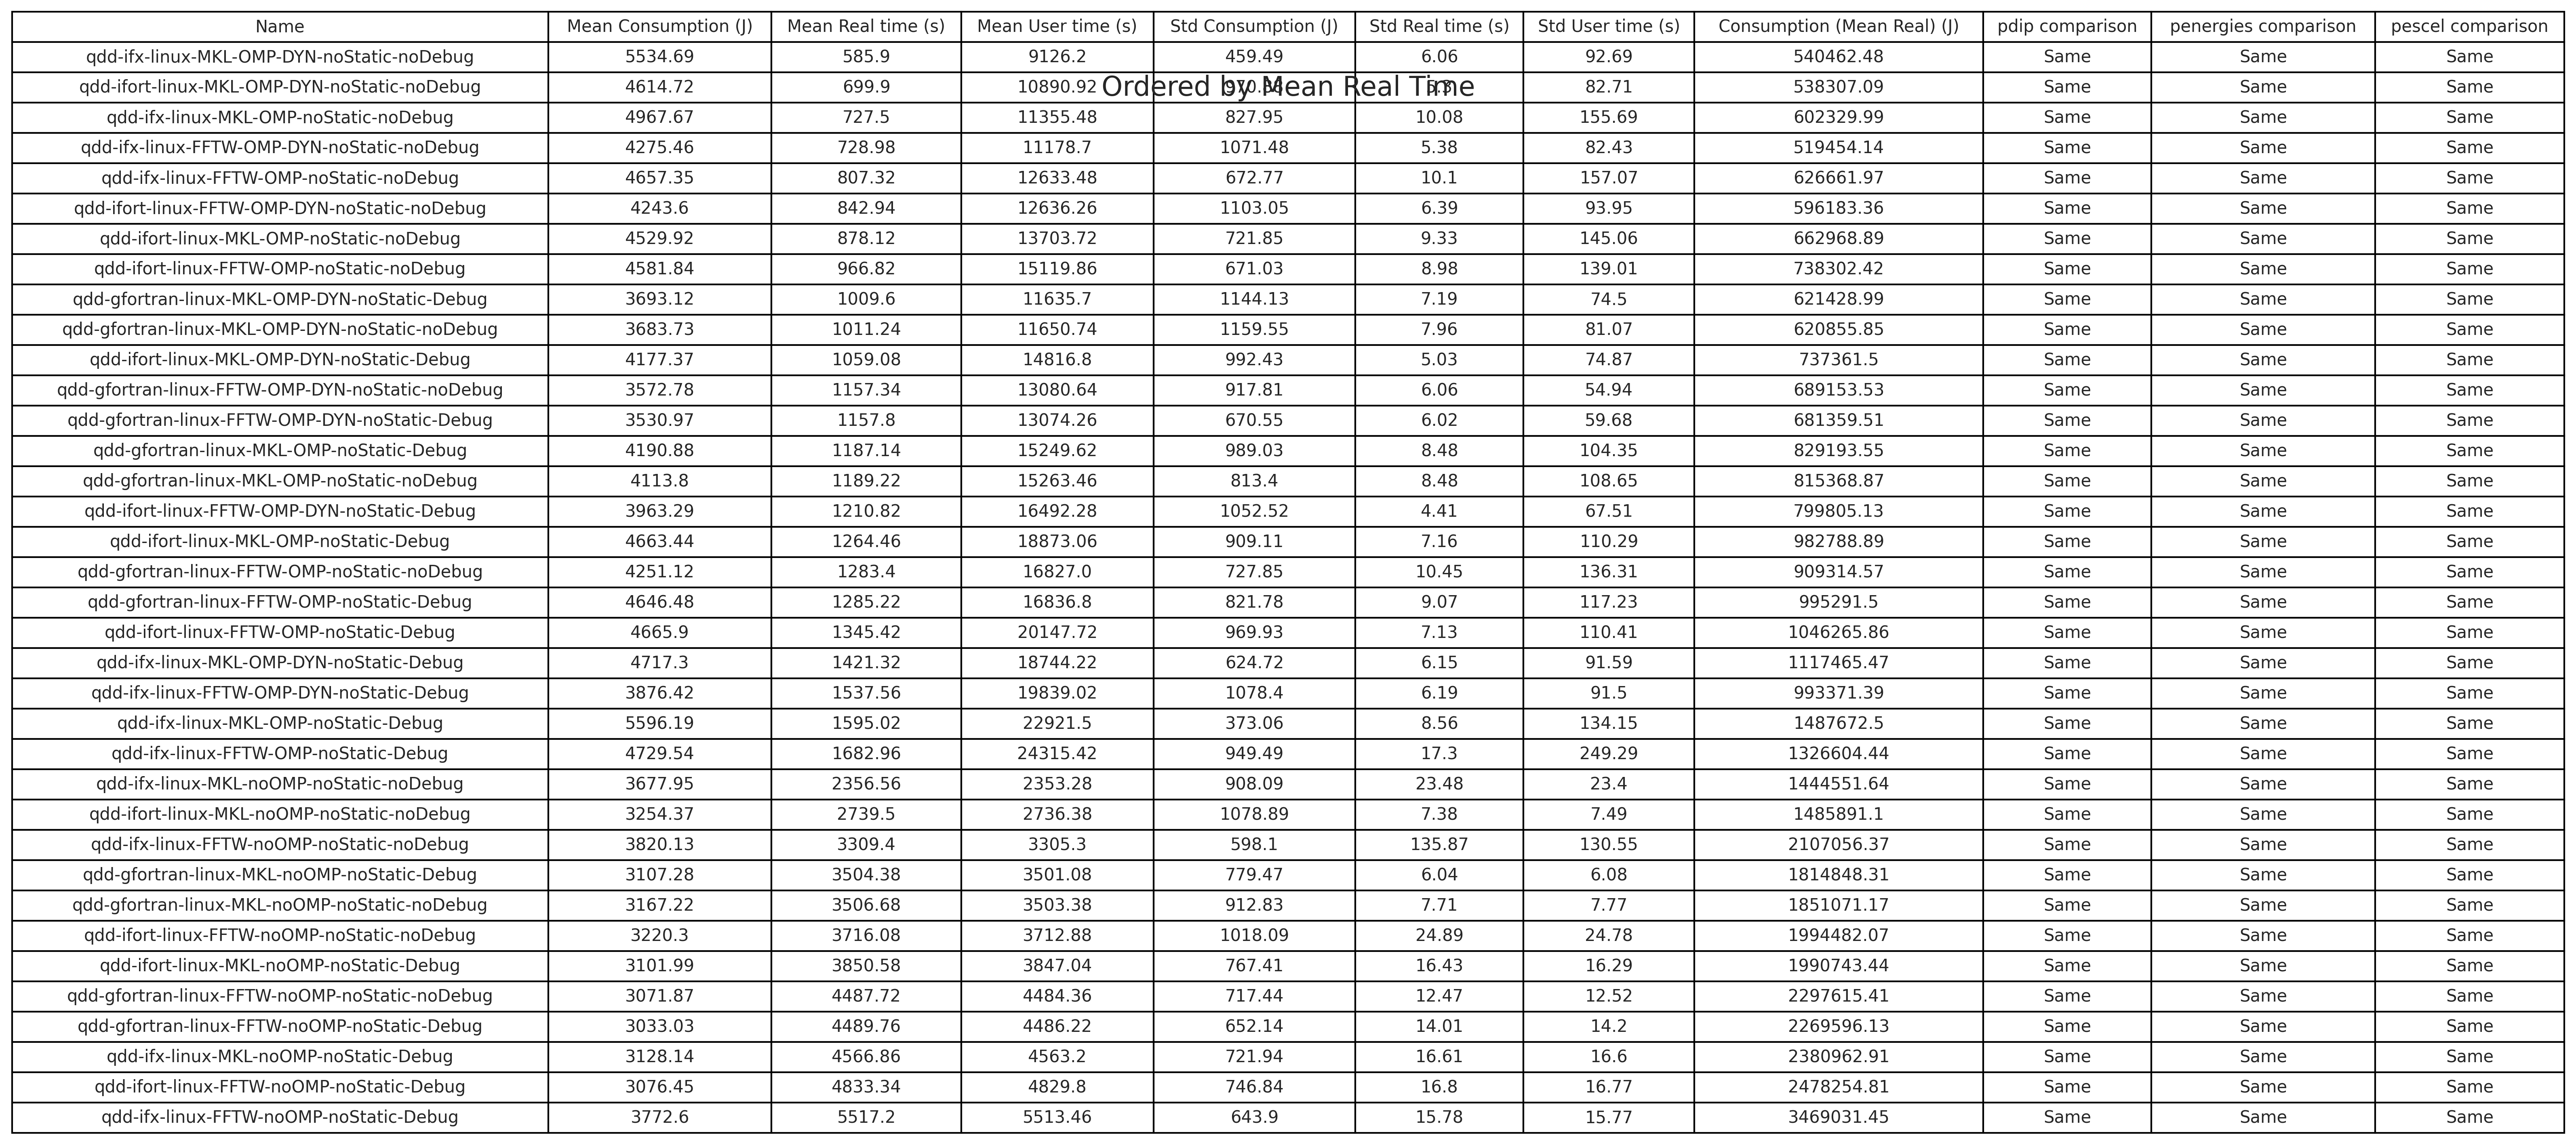 Name Mean Consumption (J) Mean Real time (s) Mean User time (s) Std Consumption (J) Std Real time (s) Std User time (s) Consumption (Mean Real) (J) pdip comparison penergies comparison pescel comparison
qdd-ifx-linux-MKL-OMP-DYN-noStatic-noDebug 5534.69 585.9 9126.2 459.49 6.06 92.69 540462.48 Same Same Same
Ordered by Mean Real Time
qdd-ifort-linux-MKL-OMP-DYN-noStatic-noDebug 4614.72 699.9 10890.92 82.71 538307.09 Same Same Same
qdd-ifx-linux-MKL-OMP-noStatic-noDebug 4967.67 727.5 11355.48 827.95 10.08 155.69 602329.99 Same Same Same
qdd-ifx-linux-FFTW-OMP-DYN-noStatic-noDebug 4275.46 728.98 11178.7 1071.48 5.38 82.43 519454.14 Same Same Same
qdd-ifx-linux-FFTW-OMP-noStatic-noDebug 4657.35 807.32 12633.48 672.77 10.1 157.07 626661.97 Same Same Same
qdd-ifort-linux-FFTW-OMP-DYN-noStatic-noDebug 4243.6 842.94 12636.26 1103.05 6.39 93.95 596183.36 Same Same Same
qdd-ifort-linux-MKL-OMP-noStatic-noDebug 4529.92 878.12 13703.72 721.85 9.33 145.06 662968.89 Same Same Same
qdd-ifort-linux-FFTW-OMP-noStatic-noDebug 4581.84 966.82 15119.86 671.03 8.98 139.01 738302.42 Same Same Same
qdd-gfortran-linux-MKL-OMP-DYN-noStatic-Debug 3693.12 1009.6 11635.7 1144.13 7.19 74.5 621428.99 Same Same Same
qdd-gfortran-linux-MKL-OMP-DYN-noStatic-noDebug 3683.73 1011.24 11650.74 1159.55 7.96 81.07 620855.85 Same Same Same
qdd-ifort-linux-MKL-OMP-DYN-noStatic-Debug 4177.37 1059.08 14816.8 992.43 5.03 74.87 737361.5 Same Same Same
qdd-gfortran-linux-FFTW-OMP-DYN-noStatic-noDebug 3572.78 1157.34 13080.64 917.81 6.06 54.94 689153.53 Same Same Same
qdd-gfortran-linux-FFTW-OMP-DYN-noStatic-Debug 3530.97 1157.8 13074.26 670.55 6.02 59.68 681359.51 Same Same Same
qdd-gfortran-linux-MKL-OMP-noStatic-Debug 4190.88 1187.14 15249.62 989.03 8.48 104.35 829193.55 Same Same Same
qdd-gfortran-linux-MKL-OMP-noStatic-noDebug 4113.8 1189.22 15263.46 813.4 8.48 108.65 815368.87 Same Same Same
qdd-ifort-linux-FFTW-OMP-DYN-noStatic-Debug 3963.29 1210.82 16492.28 1052.52 4.41 67.51 799805.13 Same Same Same
qdd-ifort-linux-MKL-OMP-noStatic-Debug 4663.44 1264.46 18873.06 909.11 7.16 110.29 982788.89 Same Same Same
qdd-gfortran-linux-FFTW-OMP-noStatic-noDebug 4251.12 1283.4 16827.0 727.85 10.45 136.31 909314.57 Same Same Same
qdd-gfortran-linux-FFTW-OMP-noStatic-Debug 4646.48 1285.22 16836.8 821.78 9.07 117.23 995291.5 Same Same Same
qdd-ifort-linux-FFTW-OMP-noStatic-Debug 4665.9 1345.42 20147.72 969.93 7.13 110.41 1046265.86 Same Same Same
qdd-ifx-linux-MKL-OMP-DYN-noStatic-Debug 4717.3 1421.32 18744.22 624.72 6.15 91.59 1117465.47 Same Same Same
qdd-ifx-linux-FFTW-OMP-DYN-noStatic-Debug 3876.42 1537.56 19839.02 1078.4 6.19 91.5 993371.39 Same Same Same
qdd-ifx-linux-MKL-OMP-noStatic-Debug 5596.19 1595.02 22921.5 373.06 8.56 134.15 1487672.5 Same Same Same
qdd-ifx-linux-FFTW-OMP-noStatic-Debug 4729.54 1682.96 24315.42 949.49 17.3 249.29 1326604.44 Same Same Same
qdd-ifx-linux-MKL-noOMP-noStatic-noDebug 3677.95 2356.56 2353.28 908.09 23.48 23.4 1444551.64 Same Same Same
qdd-ifort-linux-MKL-noOMP-noStatic-noDebug 3254.37 2739.5 2736.38 1078.89 7.38 7.49 1485891.1 Same Same Same
qdd-ifx-linux-FFTW-noOMP-noStatic-noDebug 3820.13 3309.4 3305.3 598.1 135.87 130.55 2107056.37 Same Same Same
qdd-gfortran-linux-MKL-noOMP-noStatic-Debug 3107.28 3504.38 3501.08 779.47 6.04 6.08 1814848.31 Same Same Same
qdd-gfortran-linux-MKL-noOMP-noStatic-noDebug 3167.22 3506.68 3503.38 912.83 7.71 7.77 1851071.17 Same Same Same
qdd-ifort-linux-FFTW-noOMP-noStatic-noDebug 3220.3 3716.08 3712.88 1018.09 24.89 24.78 1994482.07 Same Same Same
qdd-ifort-linux-MKL-noOMP-noStatic-Debug 3101.99 3850.58 3847.04 767.41 16.43 16.29 1990743.44 Same Same Same
qdd-gfortran-linux-FFTW-noOMP-noStatic-noDebug 3071.87 4487.72 4484.36 717.44 12.47 12.52 2297615.41 Same Same Same
qdd-gfortran-linux-FFTW-noOMP-noStatic-Debug 3033.03 4489.76 4486.22 652.14 14.01 14.2 2269596.13 Same Same Same
qdd-ifx-linux-MKL-noOMP-noStatic-Debug 3128.14 4566.86 4563.2 721.94 16.61 16.6 2380962.91 Same Same Same
qdd-ifort-linux-FFTW-noOMP-noStatic-Debug 3076.45 4833.34 4829.8 746.84 16.8 16.77 2478254.81 Same Same Same
qdd-ifx-linux-FFTW-noOMP-noStatic-Debug 3772.6 5517.2 5513.46 643.9 15.78 15.77 3469031.45 Same Same Same